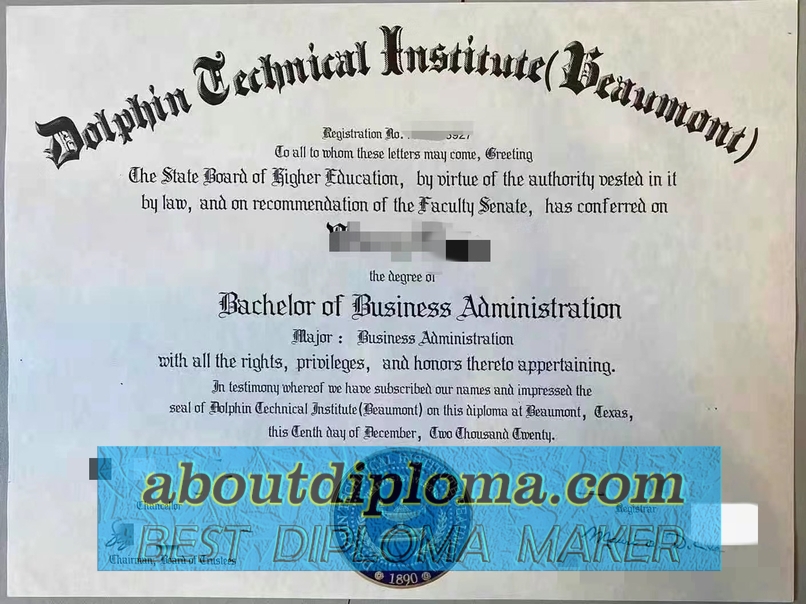 Dolphin Technical Institute(Beaumont)
Registration No. 3927
To all to whom these letters may come, Greeting
The State Board of Higher Education, by virtue of the authority vested in it
by law, and on recommendation of the Faculty Senate, has conferred on
the degree of
Bachelor of Business Administration
Major : Business Administration
with all the rights, privileges, and honors thereto appertaining.
In testimony whereof we have subscribed our names and impressed the
seal of Dolphin Technical Institute(Beaumont) on this diploma at Beaumont, Texas,
this Tenth day of December, Two Thousand Twenty.
aboutdiploma.com
Chancellor
Registrar
BEST DIPLOMA MAKER
Chairman, Board of Trustees
1890